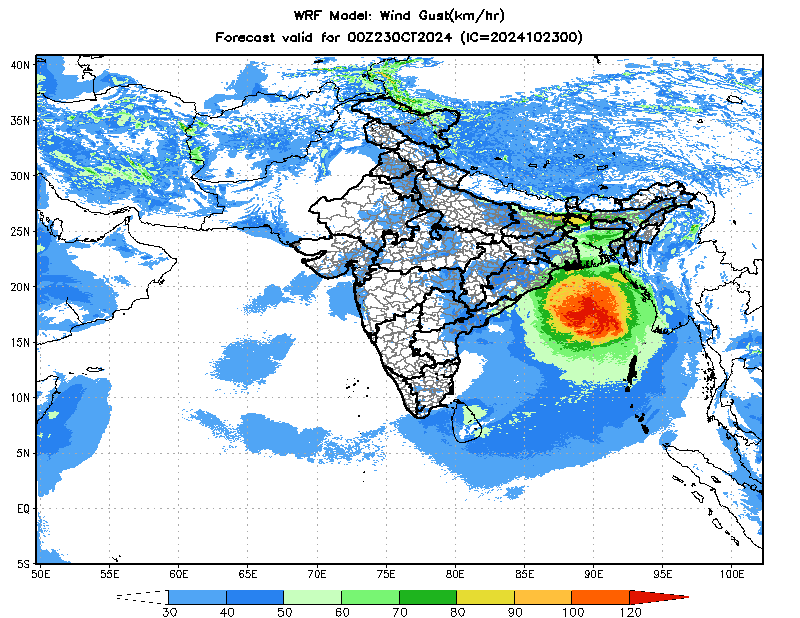 WRF Model: Wind Gust(km/hr)
Forecast valid for 00Z23OCT2024 (IC=2024102300)
40N
35N
30N
25N
20N
15N
10N
5N
EQ
5S
50E 55E 60E 65E 70E 75E 80E 85E 90E 95E 100E
30 40 50 60 70 80 90 100 120